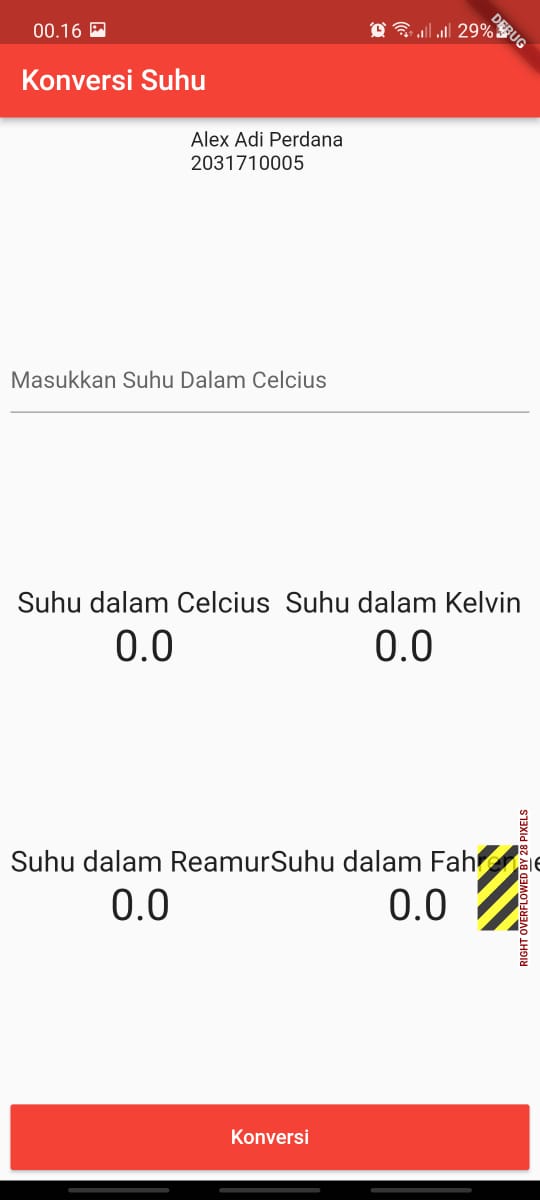 00.16
29%
DEBUG
Konversi Suhu
Alex Adi Perdana
2031710005
Masukkan Suhu Dalam Celcius
Suhu dalam Celcius Suhu dalam Kelvin
0.0 0.0
Suhu dalam Reamur Suhu dalam
0.0 0.0
RIGHT OVERFLOWED BY 28 PIXELS
Konversi